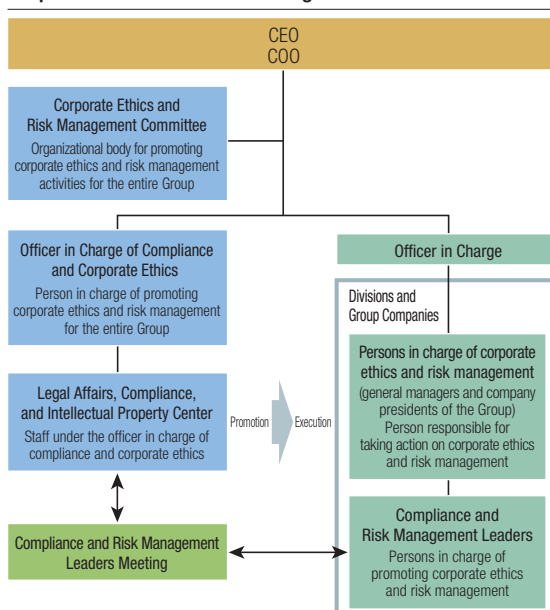 CEO
COO
Corporate Ethics and
Risk Management Committee
Organizational body for promoting
corporate ethics and risk management
activities for the entire Group
Officer in Charge of Compliance
and Corporate Ethics
Person in charge of promoting
corporate ethics and risk management
for the entire Group
Legal Affairs, Compliance,
and Intellectual Property Center
Staff under the officer in charge of
compliance and corporate ethics
Compliance and Risk Management
Leaders Meeting
Promotion
Execution
Officer in Charge
Divisions and
Group Companies
Persons in charge of corporate
ethics and risk management
(general managers and company
presidents of the Group)
Person responsible for
taking action on corporate ethics
and risk management
Compliance and
Risk Management Leaders
Persons in charge of
promoting corporate ethics
and risk management